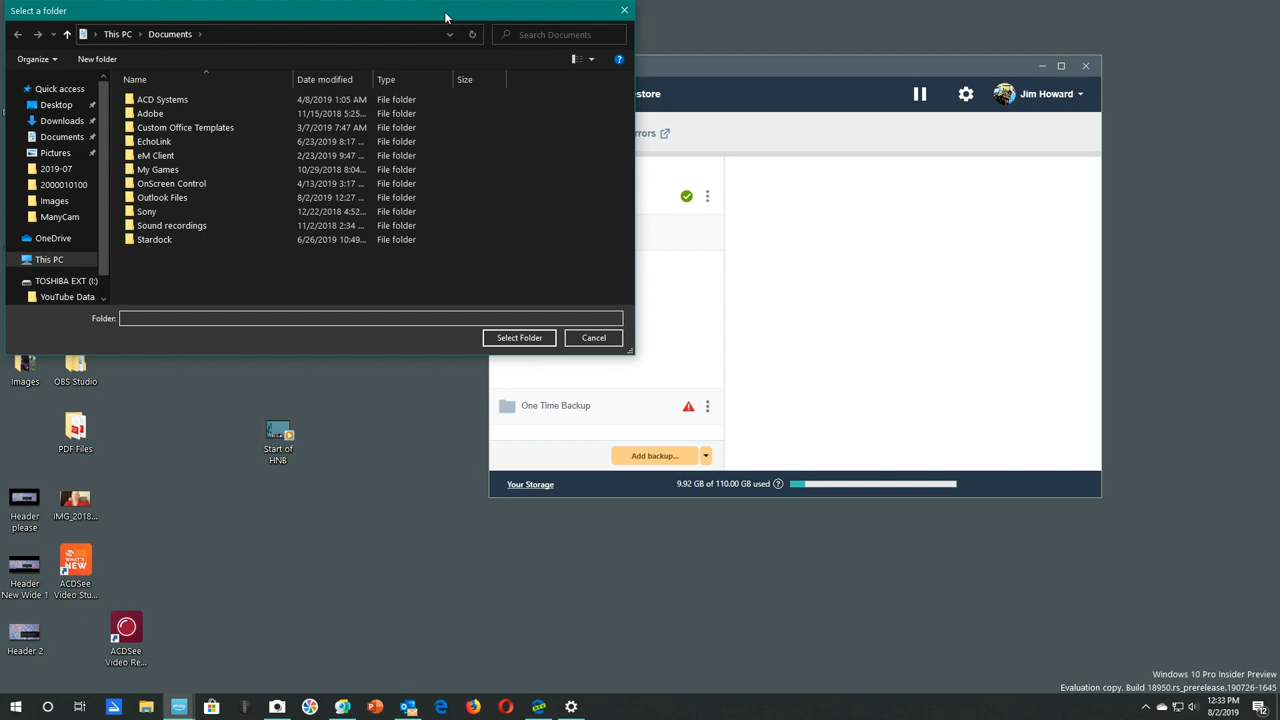 Select a folder
This PC > Documents >
Search Documents
Organize
New folder
Name
Date modified
Type
Size
Quick access
Desktop
Downloads
Documents
Pictures
2019-07
2000010100
Images
ManyCam
OneDrive
This PC
TOSHIBA EXT (I:)
YouTube Data
ACD Systems 4/8/2019 1:05 AM File folder
Adobe 11/15/2018 5:25... File folder
Custom Office Templates 3/7/2019 7:47 AM File folder
EchoLink 6/23/2019 8:17 ... File folder
eM Client 2/23/2019 9:47 ... File folder
My Games 10/29/2018 8:04... File folder
OnScreen Control 4/13/2019 3:17 ... File folder
Outlook Files 8/2/2019 12:27 ... File folder
Sony 12/22/2018 4:52... File folder
Sound recordings 11/2/2018 2:34 ... File folder
Stardock 6/26/2019 10:49... File folder
Folder:
Select Folder
Cancel
store
Jim Howard
rrors
One Time Backup
Add backup...
Your Storage
9.92 GB of 110.00 GB used
Images
OBS Studio
PDF Files
Start of
HNB
Header
please
IMG_2018...
WHAT'S
NEW
Header
New Wide 1
ACDSee
Video Stu...
Header 2
ACDSee
Video Re...
Windows 10 Pro Insider Preview
Evaluation copy. Build 18950.rs_prerelease.190726-1645
12:33 PM
8/2/2019
12